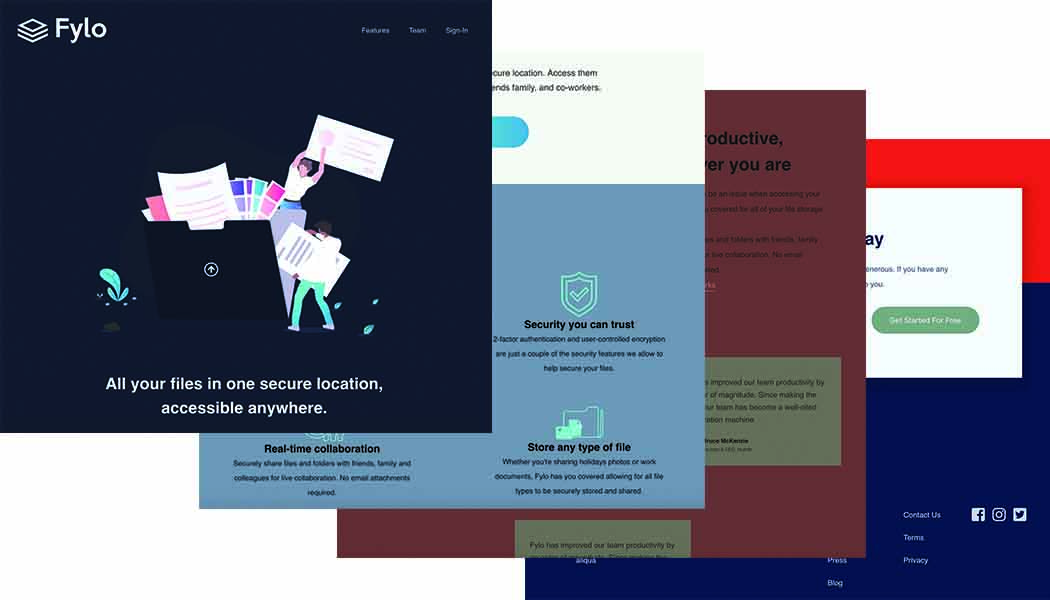 Fylo
Features
Team
Sign-In
All your files in one secure location,
accessible anywhere.
cure location. Access them
ends family, and co-workers.
Security you can trust
2-factor authentication and user-controlled encryption
are just a couple of the security features we allow to
help secure your files.
Real-time collaboration
Securely share files and folders with friends, family and
colleagues for live collaboration. No email attachments
required.
Store any type of file
Whether you're sharing holidays photos or work
documents, Fylo has you covered allowing for all file
types to be securely stored and shared.
roductive,
ver you are
be an issue when accessing your
covered for all of your file storage
es and folders with friends, family
live collaboration. No email
rks
s improved our team productivity by
of magnitude. Since making the
ur team has become a well-oiled
ration machine.
Bruce McKenzie
Fylo has improved our team productivity by
ay
enerous. If you have any
you.
Get Started For Free
Contact Us
Terms
aliqua
Press
Privacy
Blog